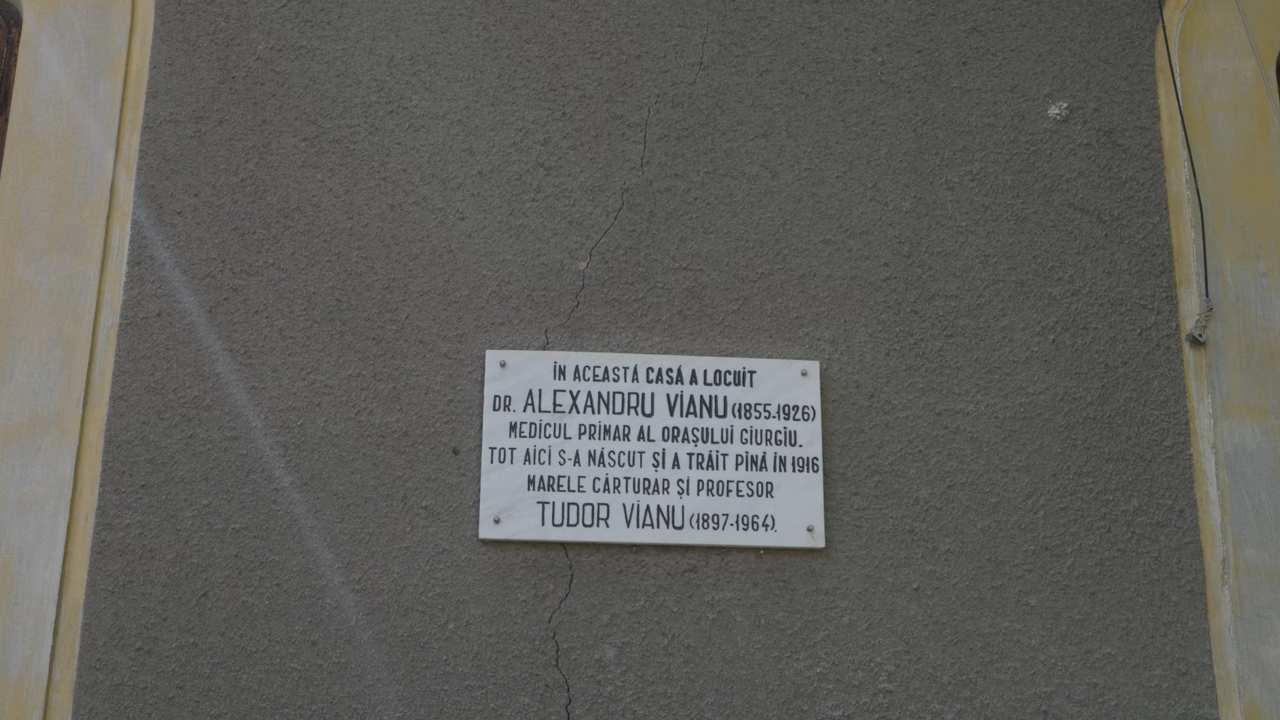 ÎN ACEASTĂ CASĂ A LOCUIT
DR. ALEXANDRU VIANU (1855-1926)
MEDICUL PRIMAR AL ORAȘULUI GIURGIU.
TOT AICI S-A NĂSCUT ȘI A TRĂIT PÎNĂ ÎN 1916
MARELE CĂRTURAR ȘI PROFESOR
TUDOR VIANU (1897-1964).